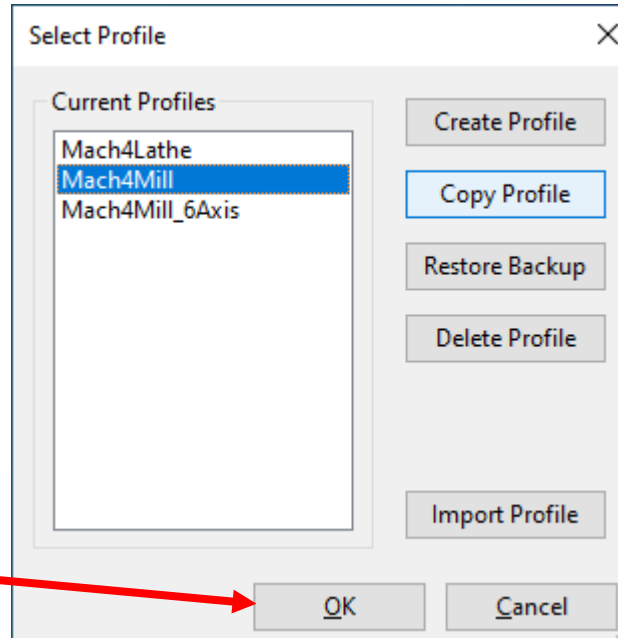 Select Profile
Current Profiles
Mach4Lathe
Mach4Mill
Mach4Mill_6Axis
Create Profile
Copy Profile
Restore Backup
Delete Profile
Import Profile
OK
Cancel